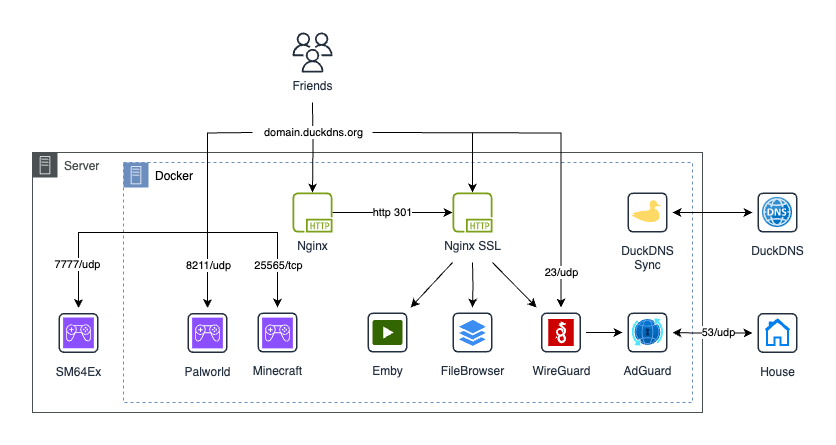 Friends
domain.duckdns.org
Server
Docker
HTTP
HTTP
http 301
DNS
Nginx
Nginx SSL
DuckDNS
Sync
DuckDNS
7777/udp
8211/udp
25565/tcp
23/udp
53/udp
SM64Ex
Palworld
Minecraft
Emby
FileBrowser
WireGuard
AdGuard
House